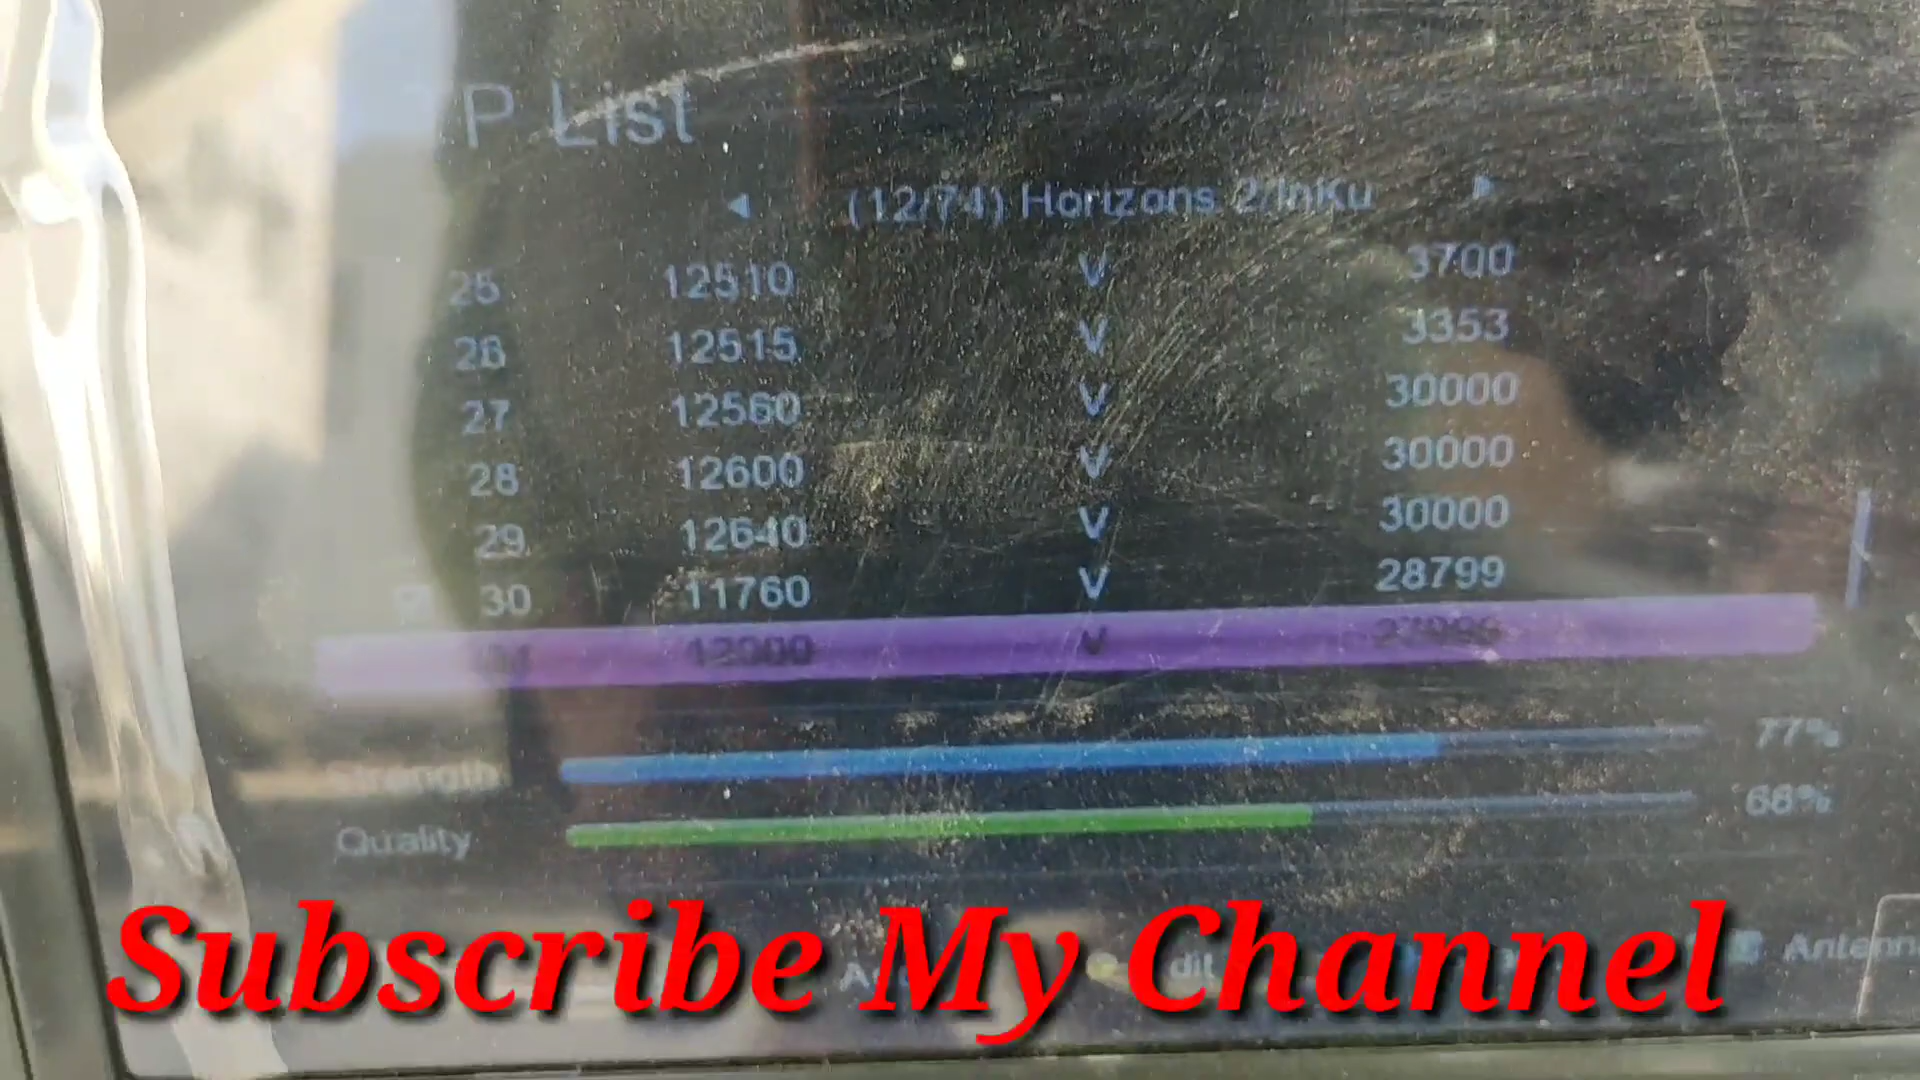 P List
(12/74) Horizons 2/InKu
25 12510 V 3700
26 12515 V 3353
27 12560 V 30000
28 12600 V 30000
29 12640 V 30000
30 11760 V 28799
V
Strength 77%
Quality 68%
Subscribe My Channel